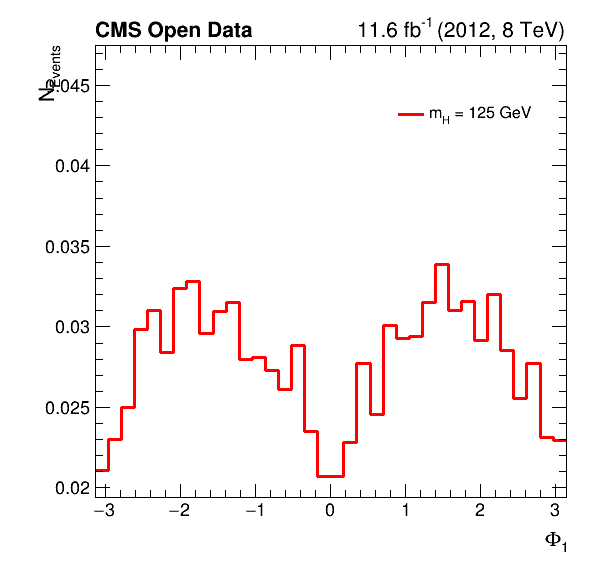 CMS Open Data 11.6 fb-1 (2012, 8 TeV)
NEvents
0.045
mH = 125 GeV
0.04
0.035
0.03
0.025
0.02
−3 −2 −1 0 1 2 3
Φ1